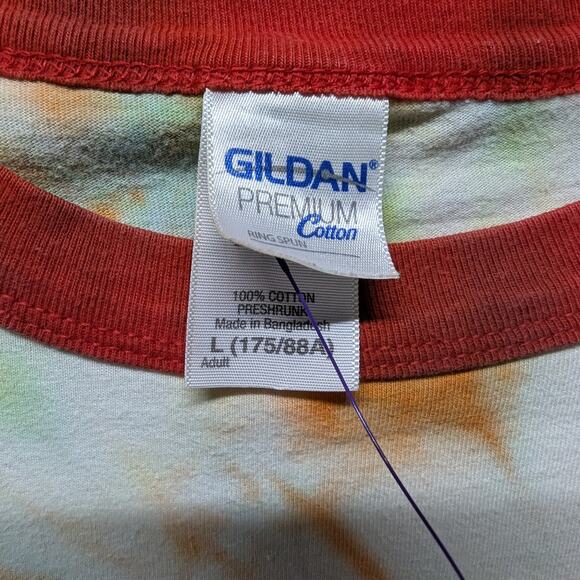 GILDAN®
PREMIUM
Cotton
RING SPUN
100% COTTON
PRESHRUNK
Made in Bangladesh
L (175/88A)
Adult